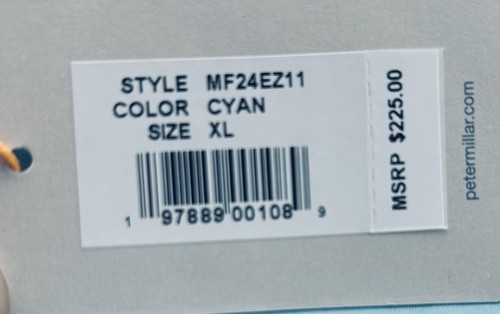 STYLE MF24EZ11
COLOR CYAN
SIZE XL
1 97889 00108 9
MSRP $225.00
petermillar.com